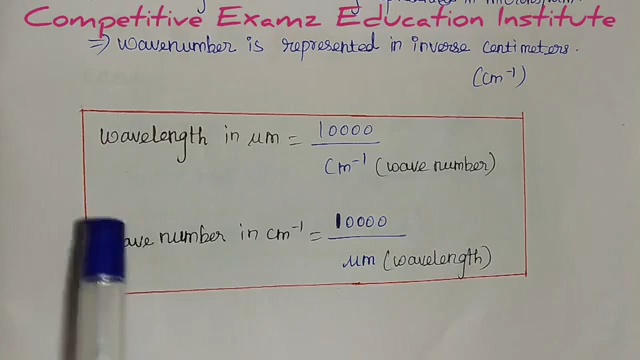 Competitive Examz Education Institute
⇒ wavenumber is represented in inverse centimeters.
(cm⁻¹)
wavelength in μm = 10000
cm⁻¹ (wave number)
wave number in cm⁻¹ = 10000
μm (wavelength)